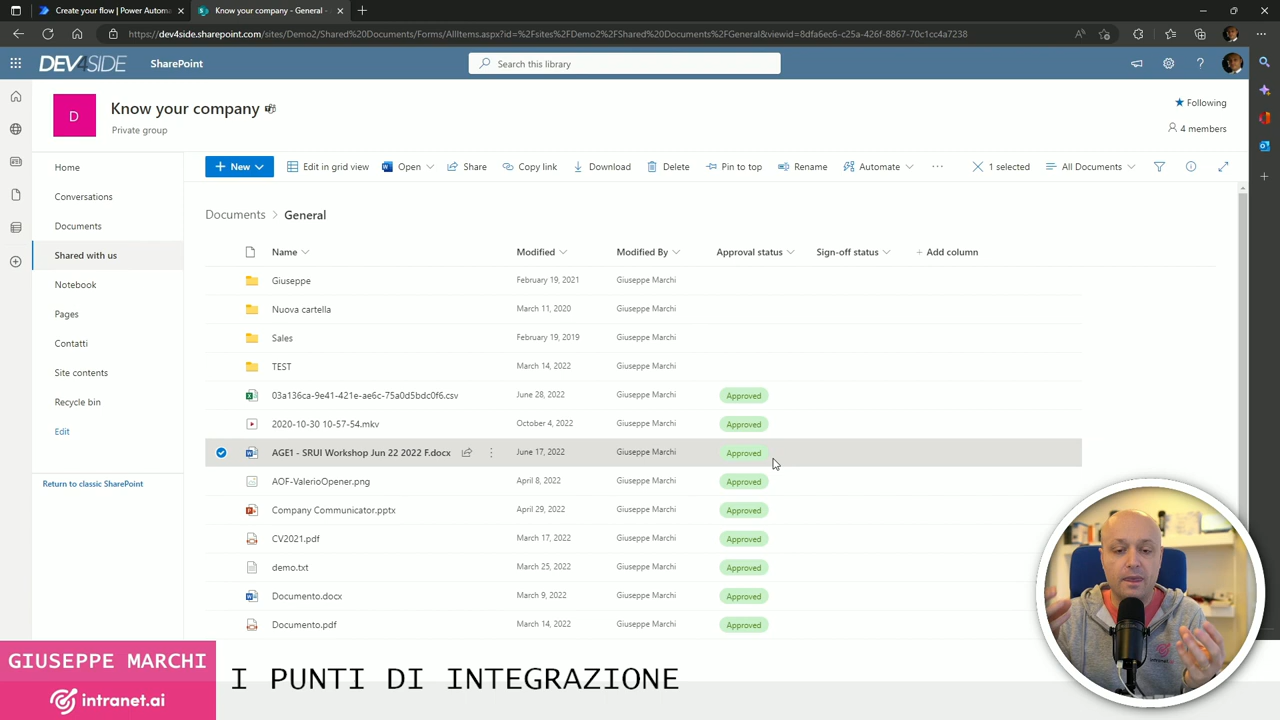 Create your flow | Power Automa
Know your company - General -
https://dev4side.sharepoint.com/sites/Demo2/Shared%20Documents/Forms/AllItems.aspx?id=%2Fsites%2FDemo2%2FShared%20Documents%2FGeneral&viewid=8dfa6ec6-c25a-426f-8867-70c1cc4a7238
DEV4SIDE SharePoint Search this library
D
Know your company
Private group
Following
4 members
Home
Conversations
Documents
Shared with us
Notebook
Pages
Contatti
Site contents
Recycle bin
Edit
Return to classic SharePoint
New Edit in grid view Open Share Copy link Download Delete Pin to top Rename Automate ... 1 selected All Documents
Documents > General
Name Modified Modified By Approval status Sign-off status + Add column
Giuseppe February 19, 2021 Giuseppe Marchi
Nuova cartella March 11, 2020 Giuseppe Marchi
Sales February 19, 2019 Giuseppe Marchi
TEST March 14, 2022 Giuseppe Marchi
03a136ca-9e41-421e-ae6c-75a0d5bdc0f6.csv June 28, 2022 Giuseppe Marchi Approved
2020-10-30 10-57-54.mkv October 4, 2022 Giuseppe Marchi Approved
AGE1 - SRUI Workshop Jun 22 2022 F.docx June 17, 2022 Giuseppe Marchi Approved
AOF-ValerioOpener.png April 8, 2022 Giuseppe Marchi Approved
Company Communicator.pptx April 29, 2022 Giuseppe Marchi Approved
CV2021.pdf March 17, 2022 Giuseppe Marchi Approved
demo.txt March 25, 2022 Giuseppe Marchi Approved
Documento.docx March 9, 2022 Giuseppe Marchi Approved
Documento.pdf March 14, 2022 Giuseppe Marchi Approved
GIUSEPPE MARCHI
intranet.ai
I PUNTI DI INTEGRAZIONE